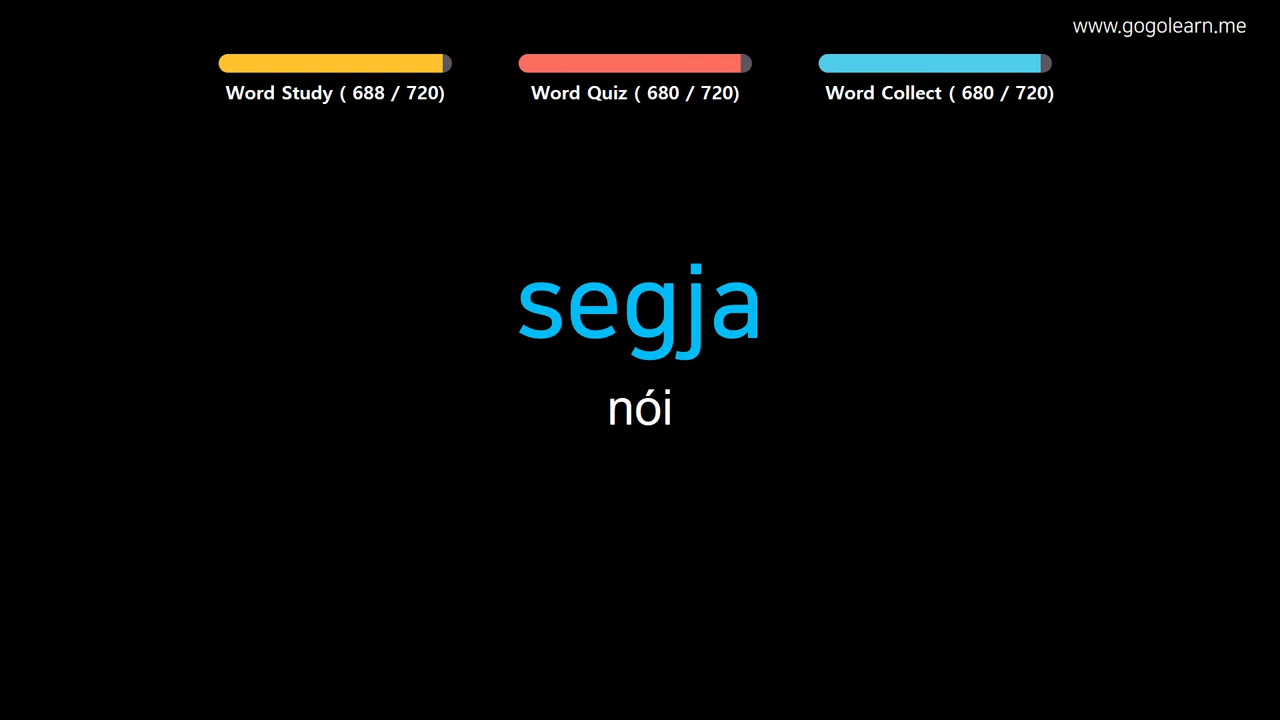 www.gogolearn.me
Word Study ( 688 / 720)
Word Quiz ( 680 / 720)
Word Collect ( 680 / 720)
segja
nói